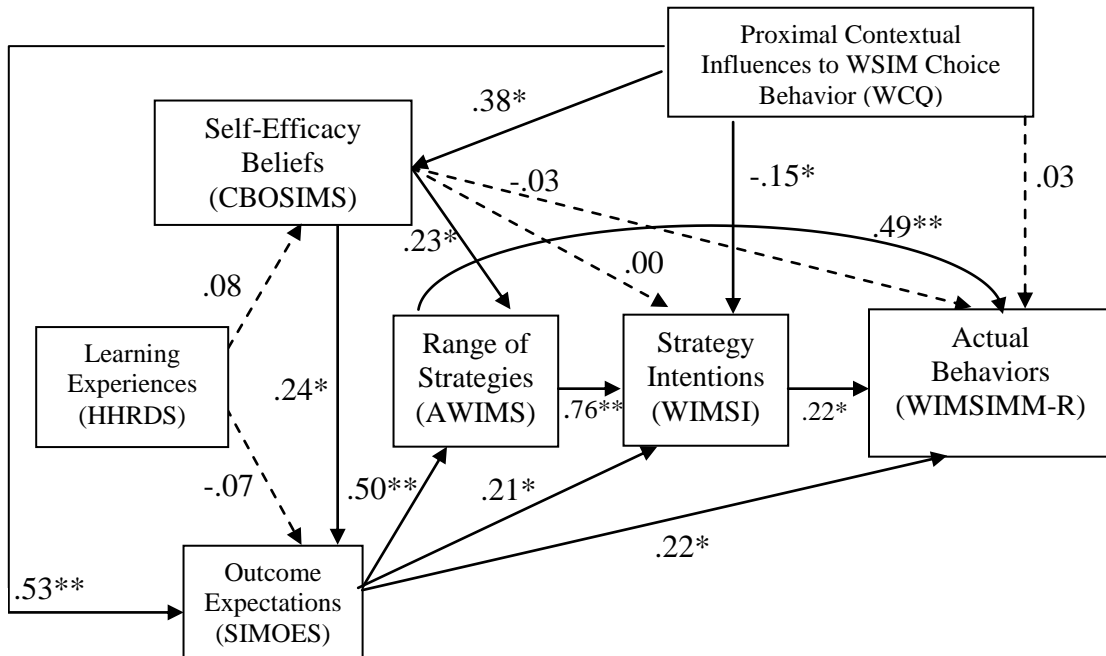 Proximal Contextual
Influences to WSIM Choice
Behavior (WCQ)
.38*
Self-Efficacy
Beliefs
(CBOSIMS)
-.03
-.15*
.03
.23*
.49**
.00
.08
Learning
Experiences
(HHRDS)
.24*
Range of
Strategies
(AWIMS)
.76**
Strategy
Intentions
(WIMSI)
.22*
Actual
Behaviors
(WIMSIMM-R)
-.07
.50**
.21*
.22*
.53**
Outcome
Expectations
(SIMOES)